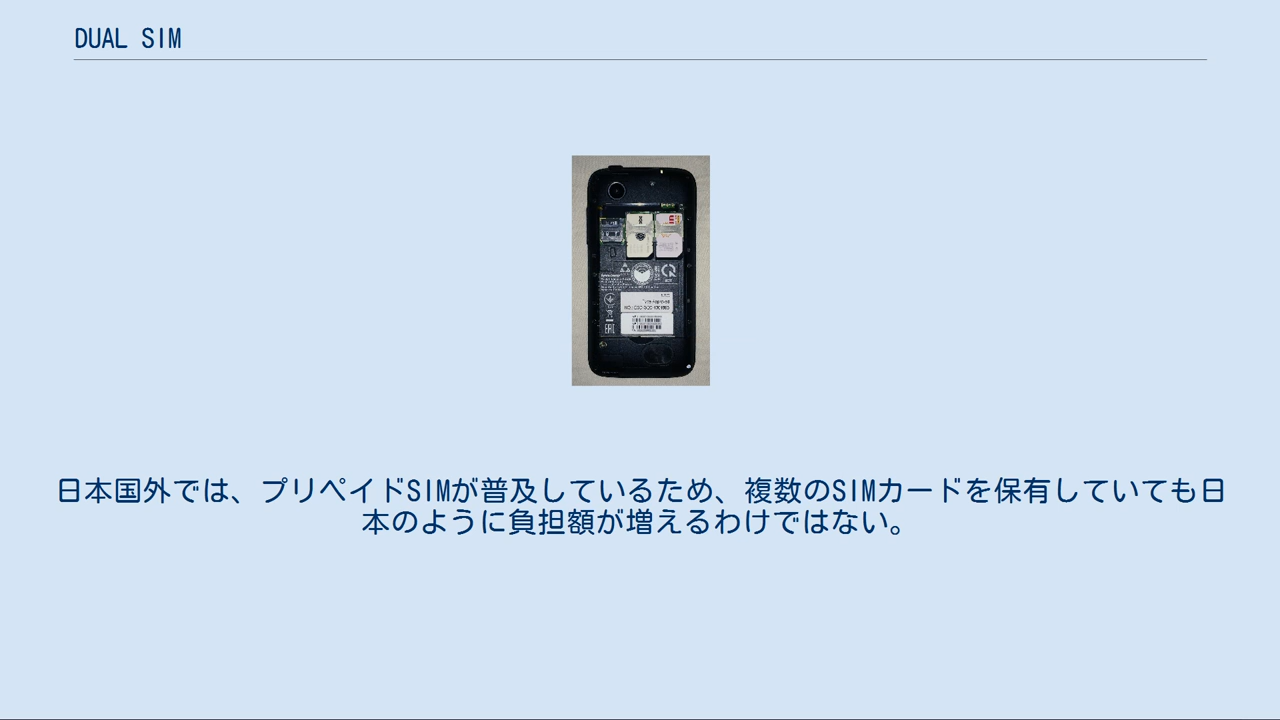 DUAL SIM
日本国外では、プリペイドSIMが普及しているため、複数のSIMカードを保有していても日
本のように負担額が増えるわけではない。